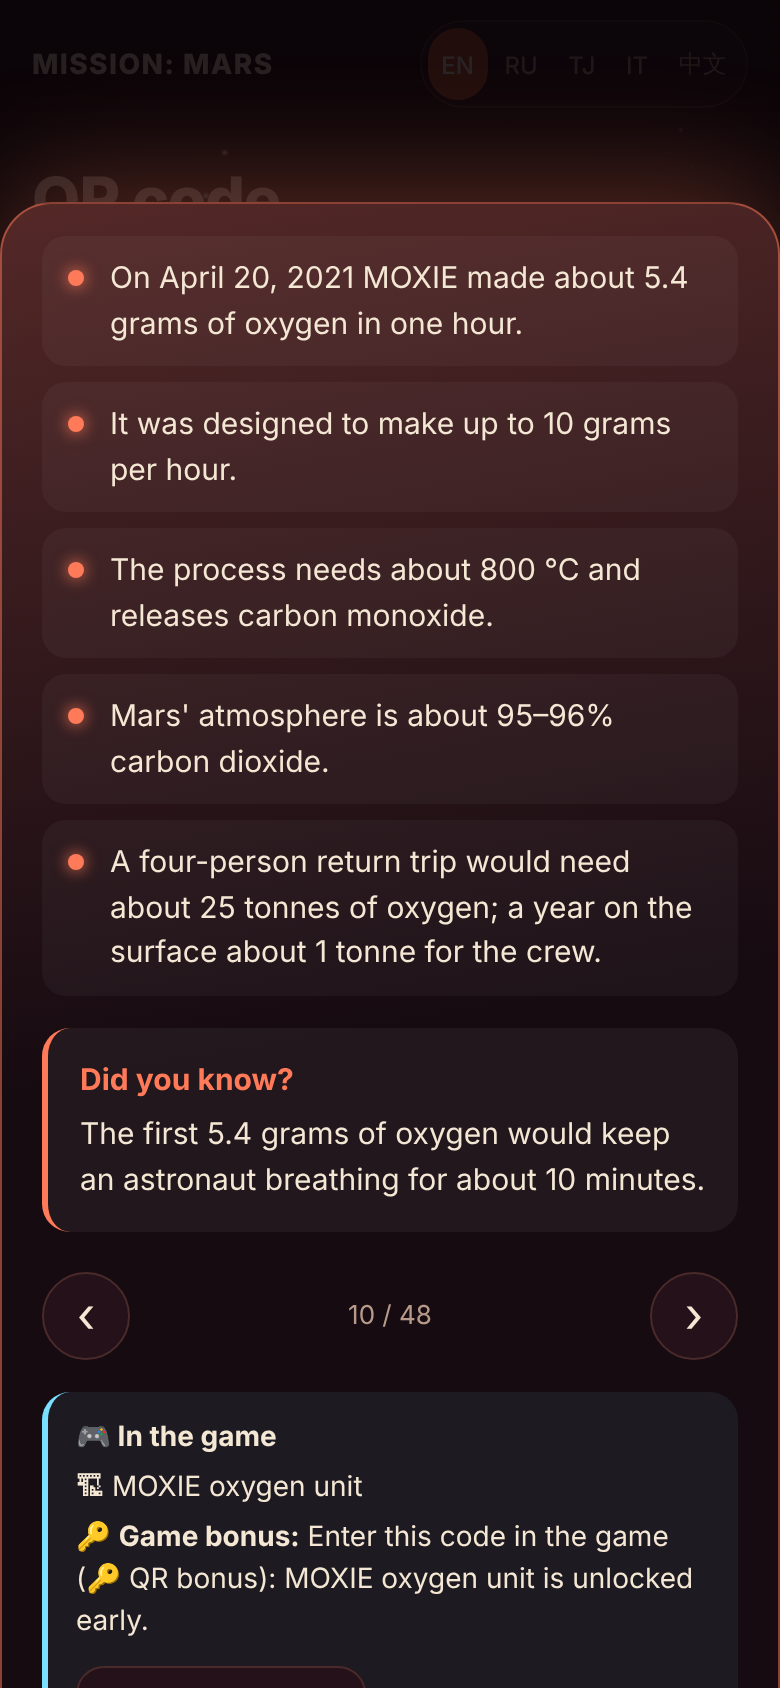 MISSION: MARS
EN RU TJ IT 中文
QR code
On April 20, 2021 MOXIE made about 5.4
grams of oxygen in one hour.
It was designed to make up to 10 grams
per hour.
The process needs about 800 °C and
releases carbon monoxide.
Mars' atmosphere is about 95–96%
carbon dioxide.
A four-person return trip would need
about 25 tonnes of oxygen; a year on the
surface about 1 tonne for the crew.
Did you know?
The first 5.4 grams of oxygen would keep
an astronaut breathing for about 10 minutes.
‹ 10 / 48 ›
🎮 In the game
🏗 MOXIE oxygen unit
🔑 Game bonus: Enter this code in the game
(🔑 QR bonus): MOXIE oxygen unit is unlocked
early.